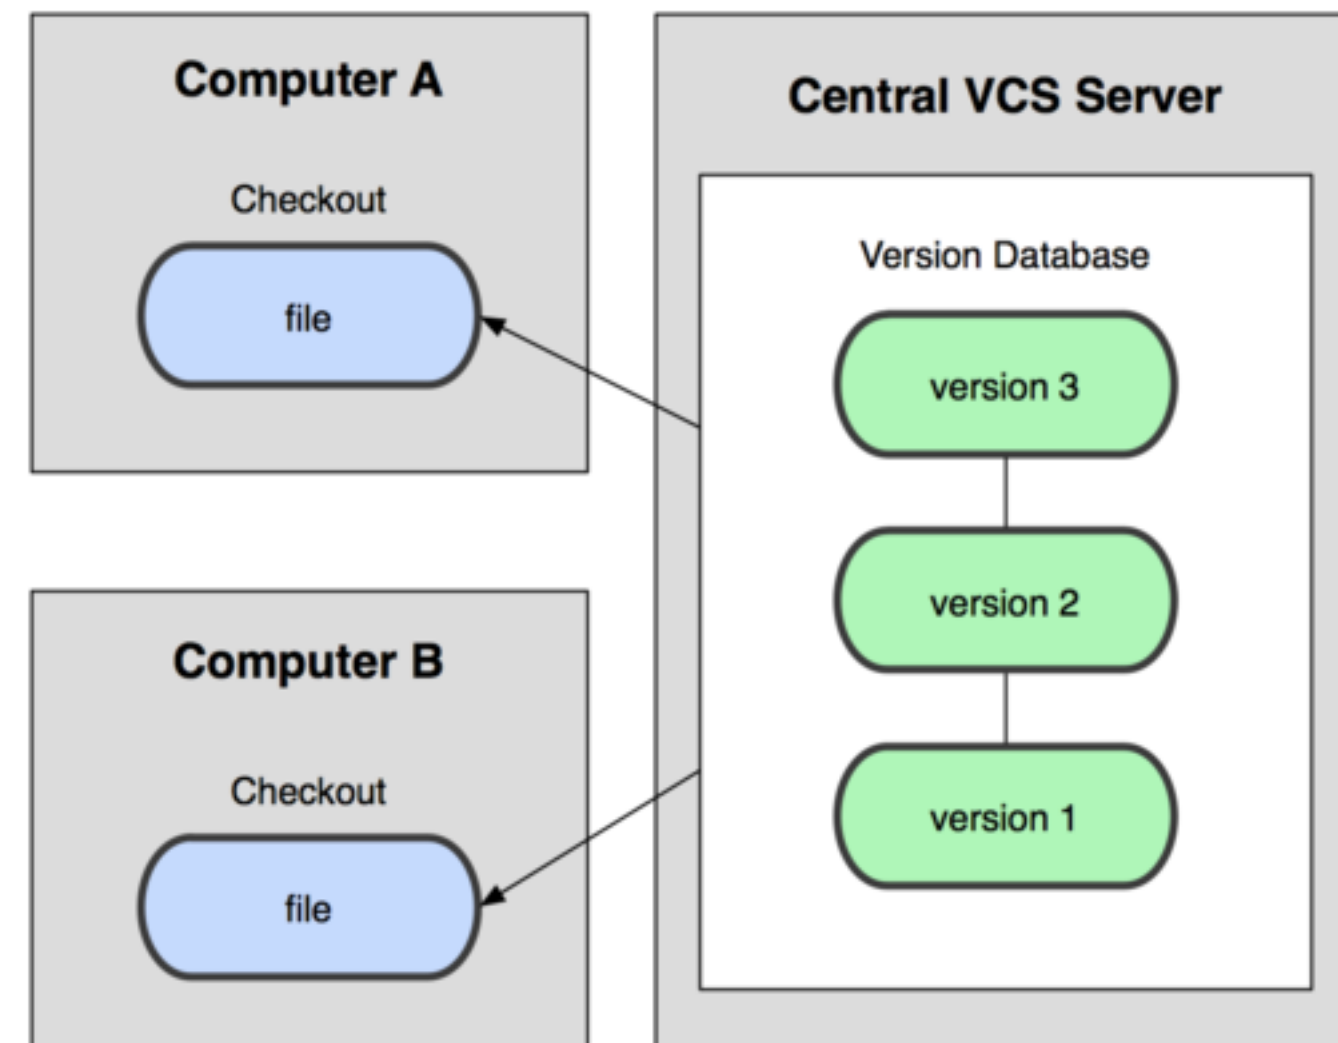 Computer A
Checkout
file
Computer B
Checkout
file
Central VCS Server
Version Database
version 3
version 2
version 1